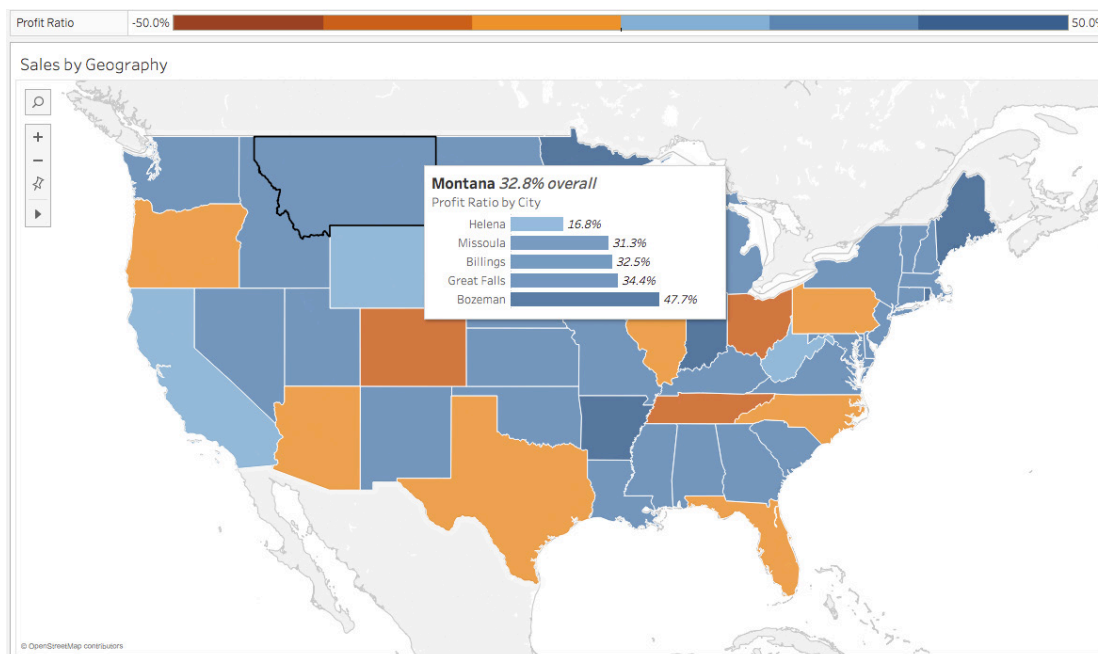 Profit Ratio -50.0% 50.0%
Sales by Geography
Montana 32.8% overall
Profit Ratio by City
Helena 16.8%
Missoula 31.3%
Billings 32.5%
Great Falls 34.4%
Bozeman 47.7%
© OpenStreetMap contributors